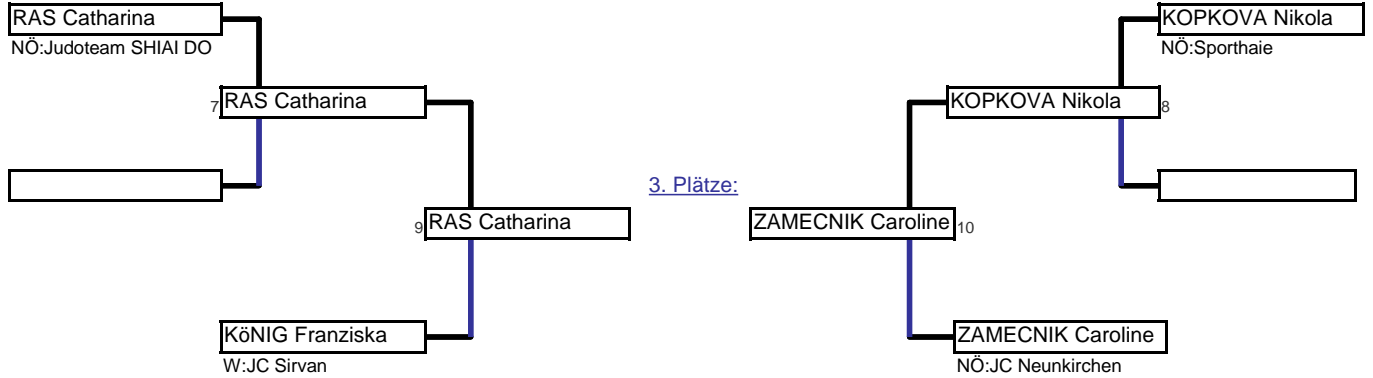 RAS Catharina
NÖ:Judoteam SHIAI DO
KOPKOVA Nikola
NÖ:Sporthaie
7 RAS Catharina
KOPKOVA Nikola 8
3. Plätze:
9 RAS Catharina
ZAMECNIK Caroline 10
KöNIG Franziska
W:JC Sirvan
ZAMECNIK Caroline
NÖ:JC Neunkirchen